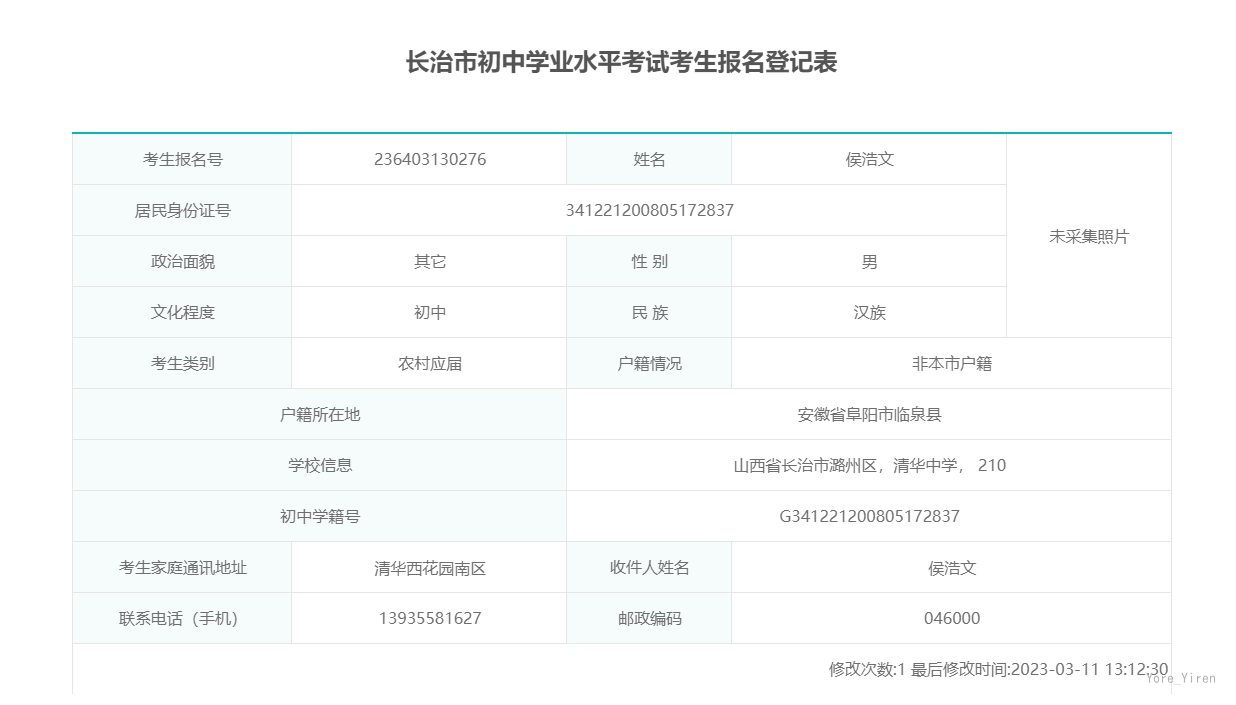 长治市初中学业水平考试考生报名登记表
考生报名号 236403130276 姓名 侯浩文
居民身份证号 341221200805172837
未采集照片
政治面貌 其它 性 别 男
文化程度 初中 民 族 汉族
考生类别 农村应届 户籍情况 非本市户籍
户籍所在地 安徽省阜阳市临泉县
学校信息 山西省长治市潞州区，清华中学， 210
初中学籍号 G341221200805172837
考生家庭通讯地址 清华西花园南区 收件人姓名 侯浩文
联系电话（手机） 13935581627 邮政编码 046000
修改次数:1 最后修改时间:2023-03-11 13:12:30
Yore_Yiren